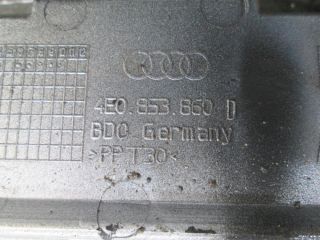 4E0.853.860 D
BDC Germany
>PP T30<